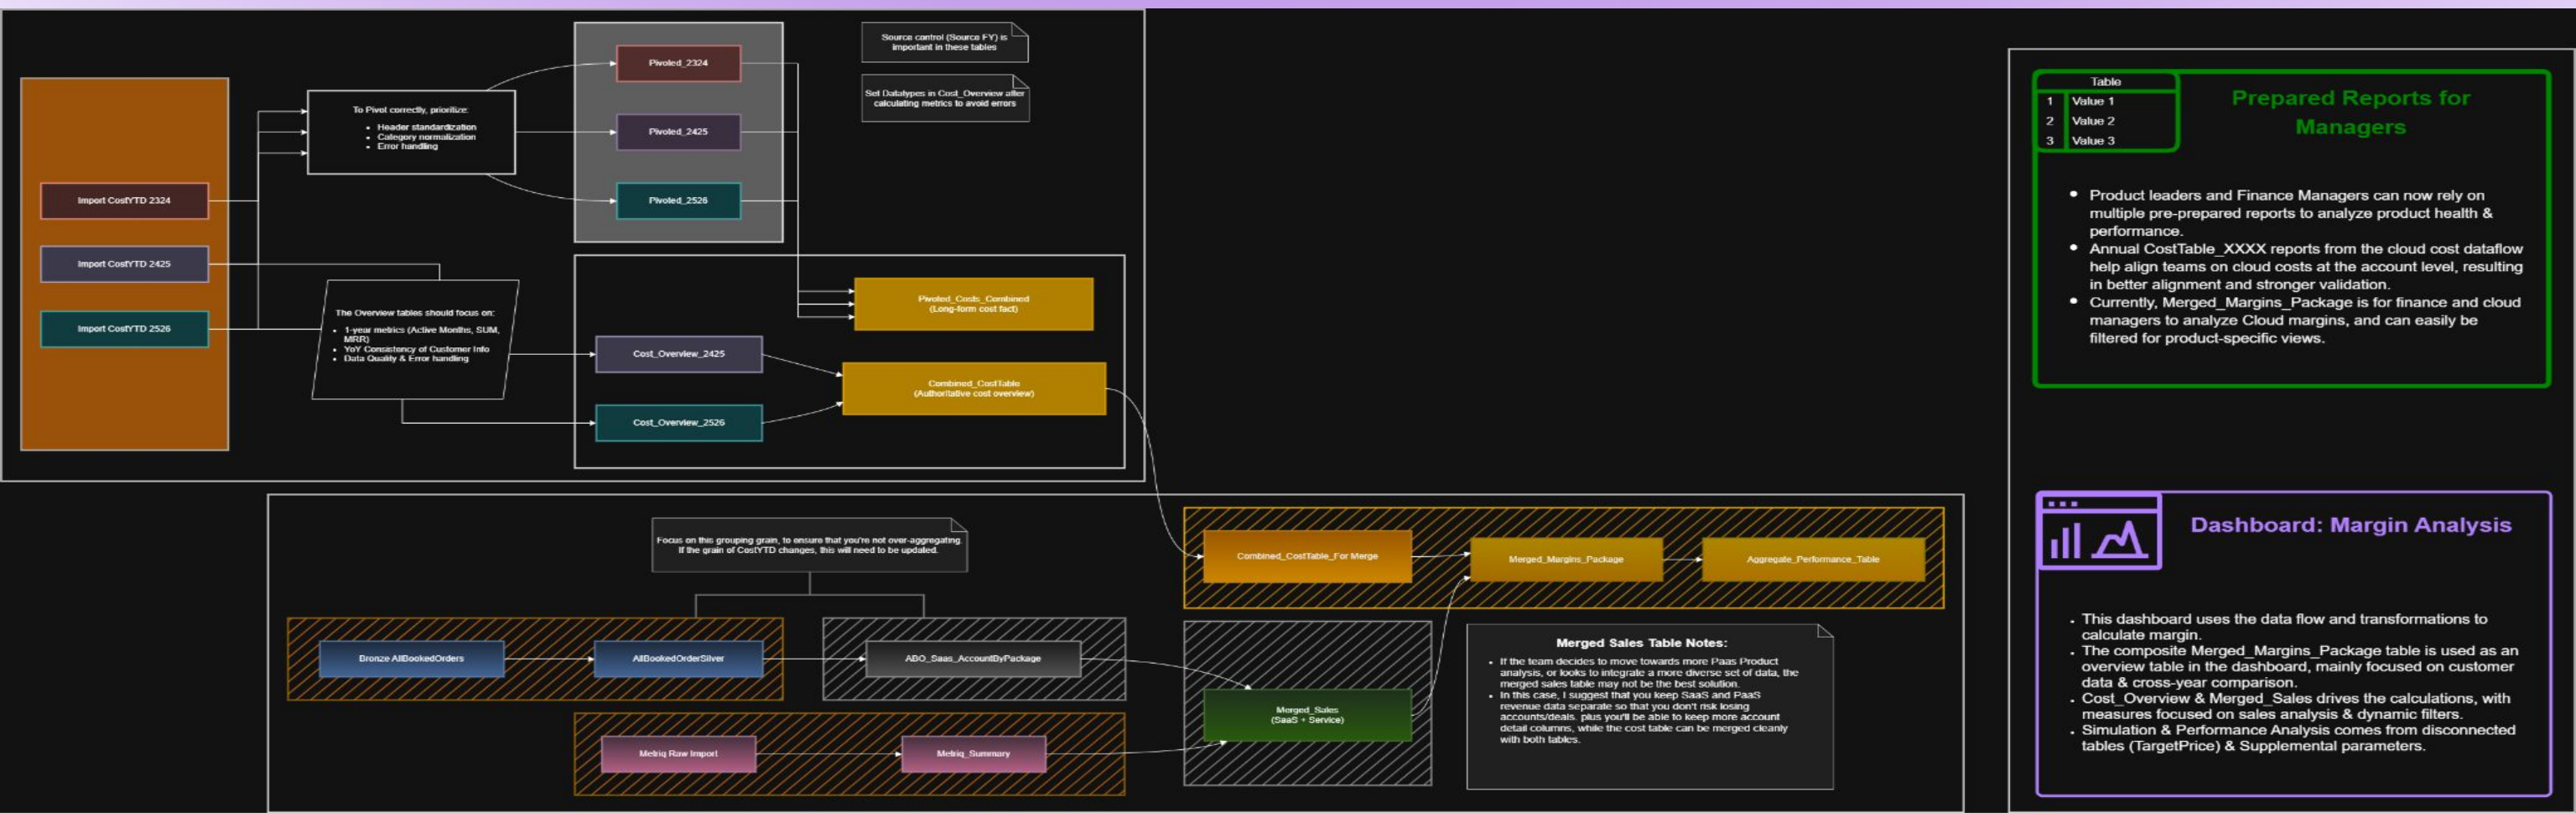 Source control (Source FY) is
important in these tables
Set Datatypes in Cost_Overview after
calculating metrics to avoid errors
Import CostYTD 2324
Import CostYTD 2425
Import CostYTD 2526
To Pivot correctly, prioritize:
Header standardization
Category normalization
Error handling
The Overview tables should focus on:
1-year metrics (Active Months, SUM,
MRR)
YoY Consistency of Customer Info
Data Quality & Error handling
Pivoted_2324
Pivoted_2425
Pivoted_2526
Pivoted_Costs_Combined
(Long-form cost fact)
Cost_Overview_2425
Cost_Overview_2526
Combined_CostTable
(Authoritative cost overview)
Focus on this grouping grain, to ensure that you're not over-aggregating.
If the grain of CostYTD changes, this will need to be updated.
Bronze AllBookedOrders
AllBookedOrderSilver
ABO_Saas_AccountByPackage
Metriq Raw Import
Metriq_Summary
Combined_CostTable_For Merge
Merged_Margins_Package
Aggregate_Performance_Table
Merged_Sales
(SaaS + Service)
Merged Sales Table Notes:
If the team decides to move towards more Paas Product
analysis, or looks to integrate a more diverse set of data, the
merged sales table may not be the best solution.
In this case, I suggest that you keep SaaS and PaaS
revenue data separate so that you don't risk losing
accounts/deals. plus you'll be able to keep more account
detail columns, while the cost table can be merged cleanly
with both tables.
Table
1 Value 1
2 Value 2
3 Value 3
Prepared Reports for
Managers
Product leaders and Finance Managers can now rely on
multiple pre-prepared reports to analyze product health &
performance.
Annual CostTable_XXXX reports from the cloud cost dataflow
help align teams on cloud costs at the account level, resulting
in better alignment and stronger validation.
Currently, Merged_Margins_Package is for finance and cloud
managers to analyze Cloud margins, and can easily be
filtered for product-specific views.
Dashboard: Margin Analysis
This dashboard uses the data flow and transformations to
calculate margin.
The composite Merged_Margins_Package table is used as an
overview table in the dashboard, mainly focused on customer
data & cross-year comparison.
Cost_Overview & Merged_Sales drives the calculations, with
measures focused on sales analysis & dynamic filters.
Simulation & Performance Analysis comes from disconnected
tables (TargetPrice) & Supplemental parameters.